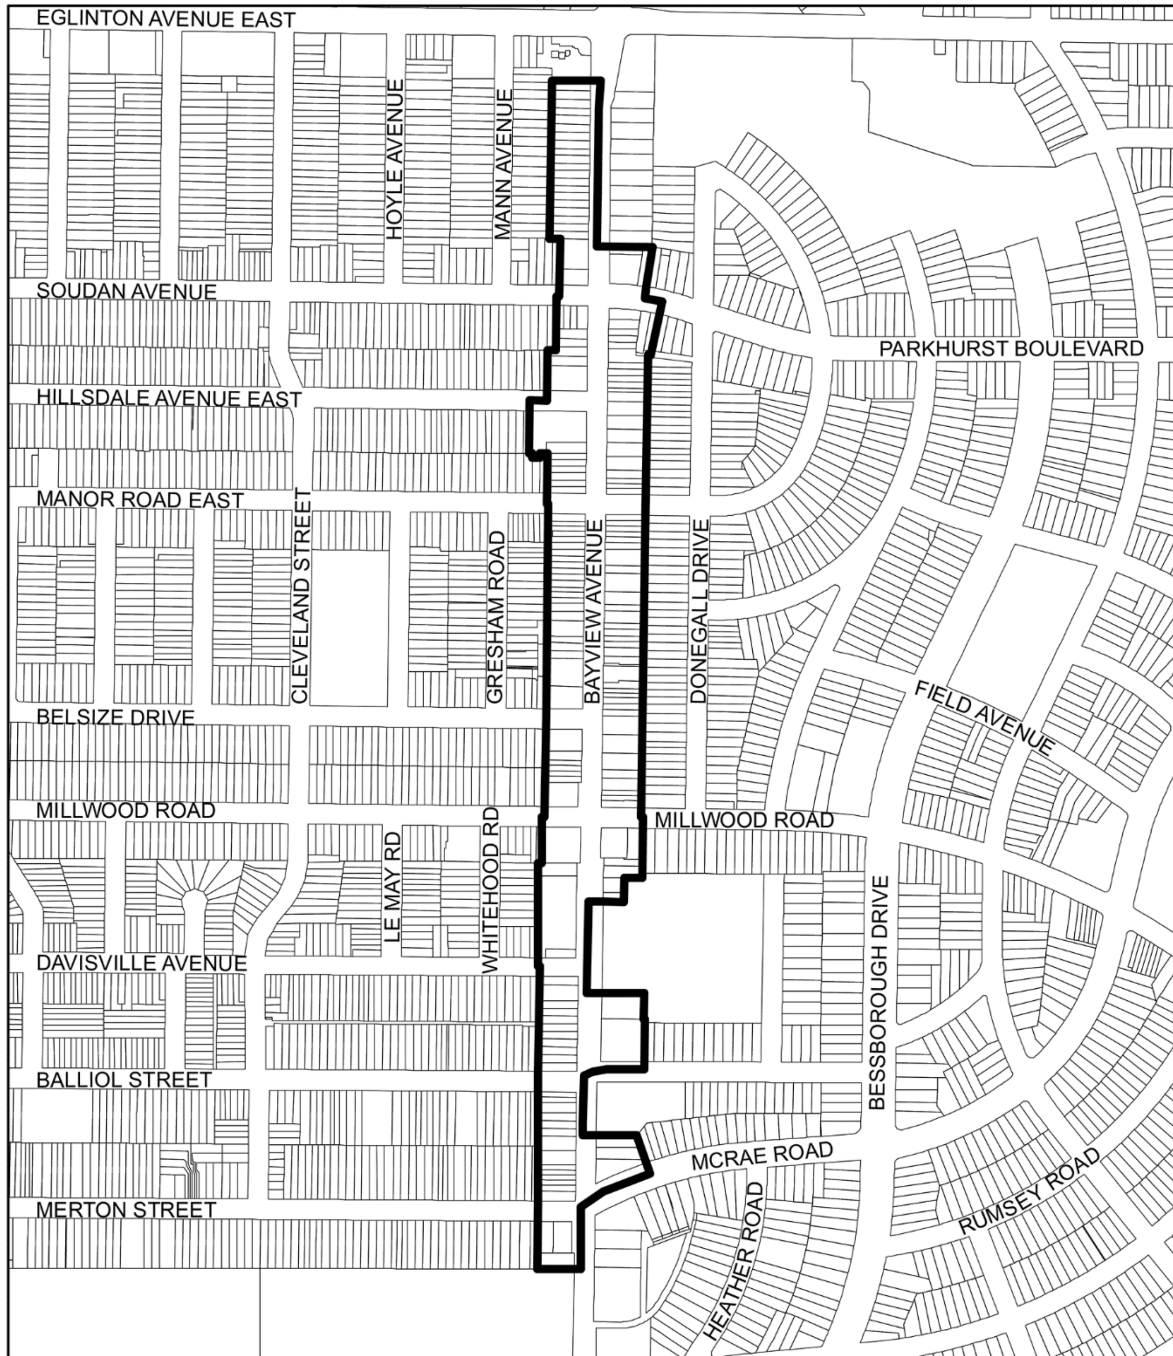 EGLINTON AVENUE EAST
HOYLE AVENUE
MANN AVENUE
SOUDAN AVENUE
PARKHURST BOULEVARD
HILLSDALE AVENUE EAST
MANOR ROAD EAST
CLEVELAND STREET
GRESHAM ROAD
BAYVIEW AVENUE
DONEGALL DRIVE
FIELD AVENUE
BELSIZE DRIVE
MILLWOOD ROAD
MILLWOOD ROAD
LE MAY RD
WHITEHOOD RD
BESSBOROUGH DRIVE
DAVISVILLE AVENUE
BALLIOL STREET
MCRAE ROAD
RUMSEY ROAD
MERTON STREET
HEATHER ROAD